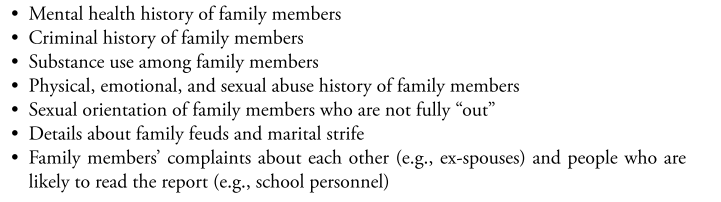 • Mental health history of family members
• Criminal history of family members
• Substance use among family members
• Physical, emotional, and sexual abuse history of family members
• Sexual orientation of family members who are not fully “out”
• Details about family feuds and marital strife
• Family members’ complaints about each other (e.g., ex-spouses) and people who are
likely to read the report (e.g., school personnel)